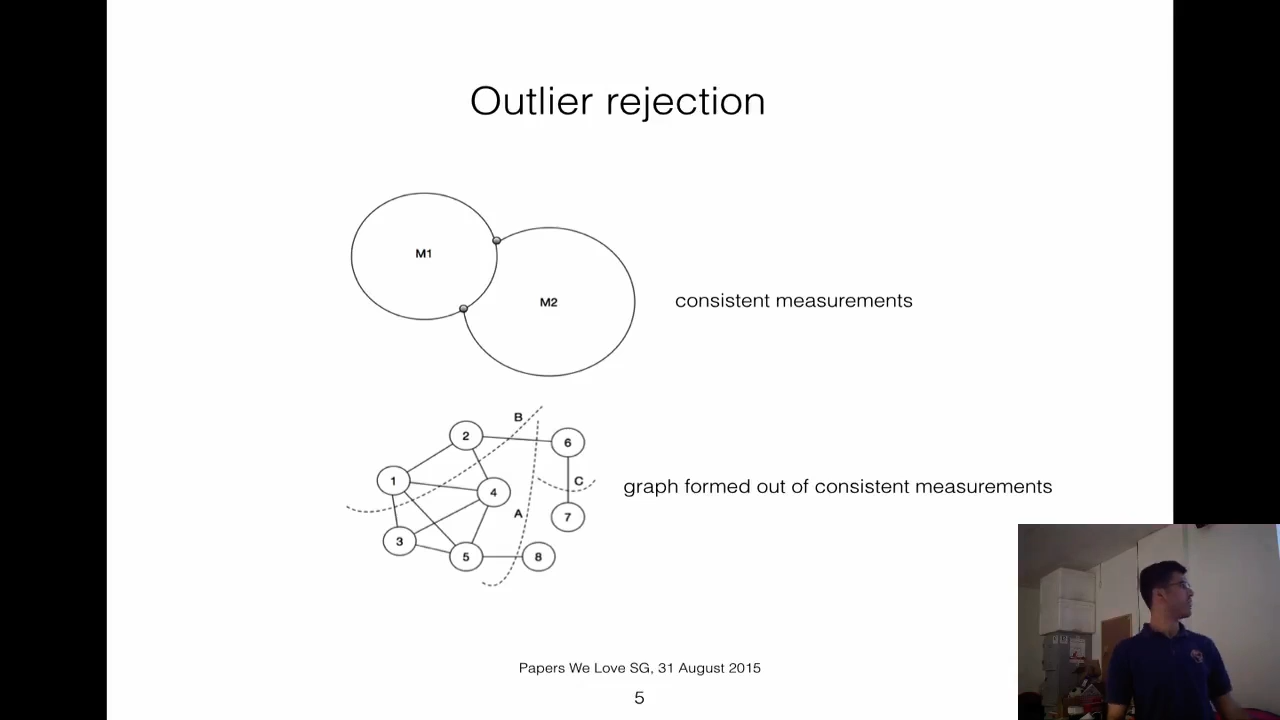 Outlier rejection
M1
M2
consistent measurements
B
2
6
1
4
C
graph formed out of consistent measurements
A
7
3
5
8
Papers We Love SG, 31 August 2015
5